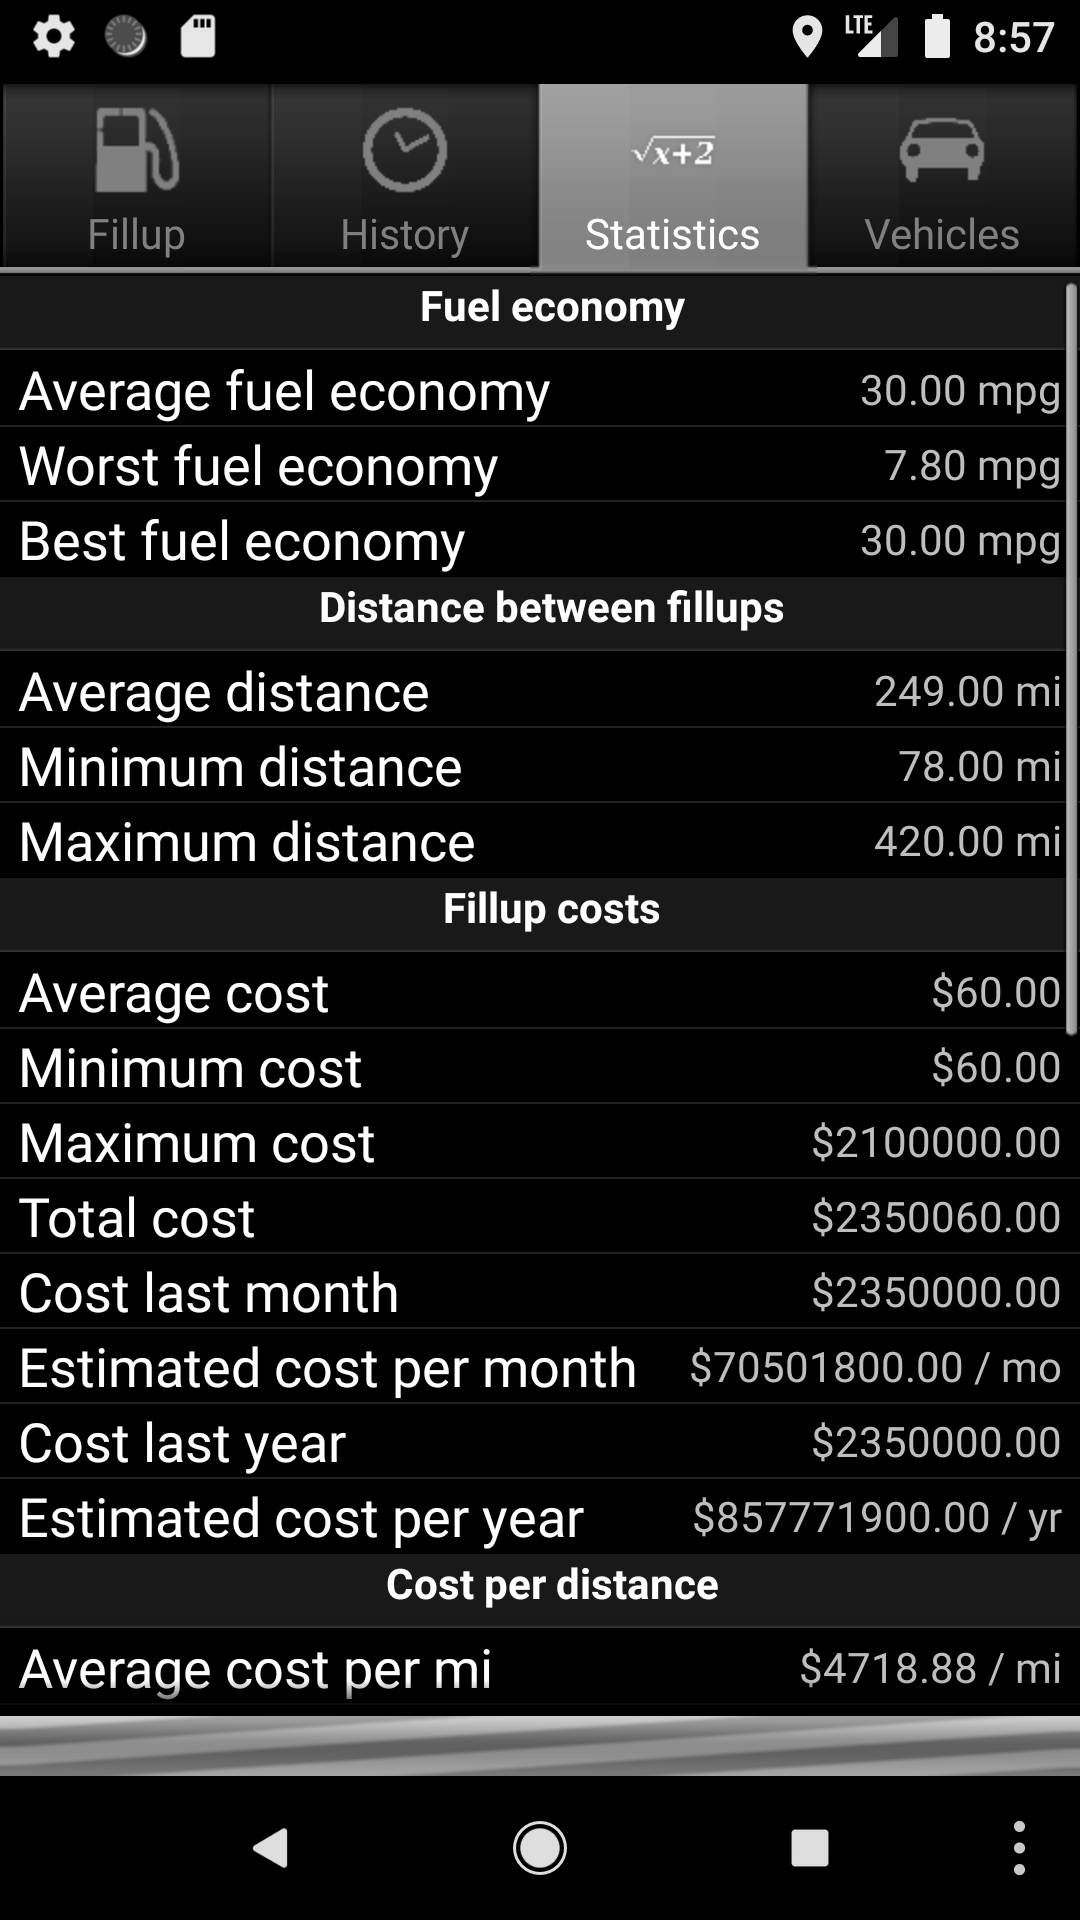 LTE 8:57
√x+2
Fillup History Statistics Vehicles
Fuel economy
Average fuel economy 30.00 mpg
Worst fuel economy 7.80 mpg
Best fuel economy 30.00 mpg
Distance between fillups
Average distance 249.00 mi
Minimum distance 78.00 mi
Maximum distance 420.00 mi
Fillup costs
Average cost $60.00
Minimum cost $60.00
Maximum cost $2100000.00
Total cost $2350060.00
Cost last month $2350000.00
Estimated cost per month $70501800.00 / mo
Cost last year $2350000.00
Estimated cost per year $857771900.00 / yr
Cost per distance
Average cost per mi $4718.88 / mi